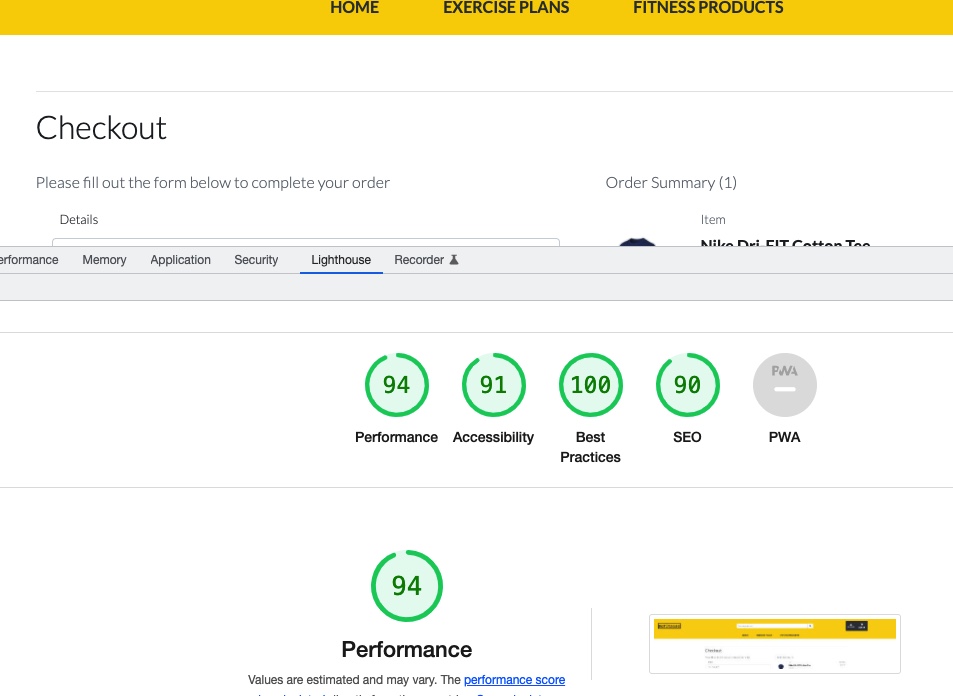 HOME EXERCISE PLANS FITNESS PRODUCTS
Checkout
Please fill out the form below to complete your order
Order Summary (1)
Details
Item
Nike Dri-FIT Cotton Tee
erformance Memory Application Security Lighthouse Recorder
94 91 100 90 PWA
Performance Accessibility Best Practices SEO PWA
94
Performance
Values are estimated and may vary. The performance score
Checkout